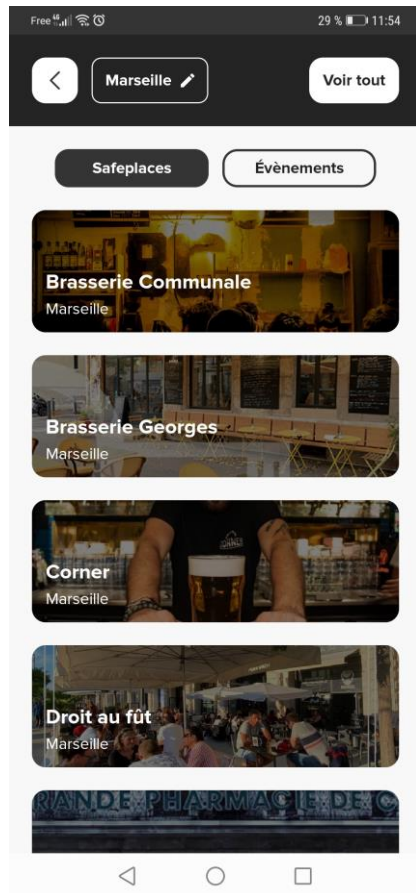 Free 4G
29 % 11:54
Marseille
Voir tout
Safeplaces
Évènements
Brasserie Communale
Marseille
Brasserie Georges
Marseille
Corner
Marseille
Droit au fût
Marseille
RANDE PHARMACIE DE C